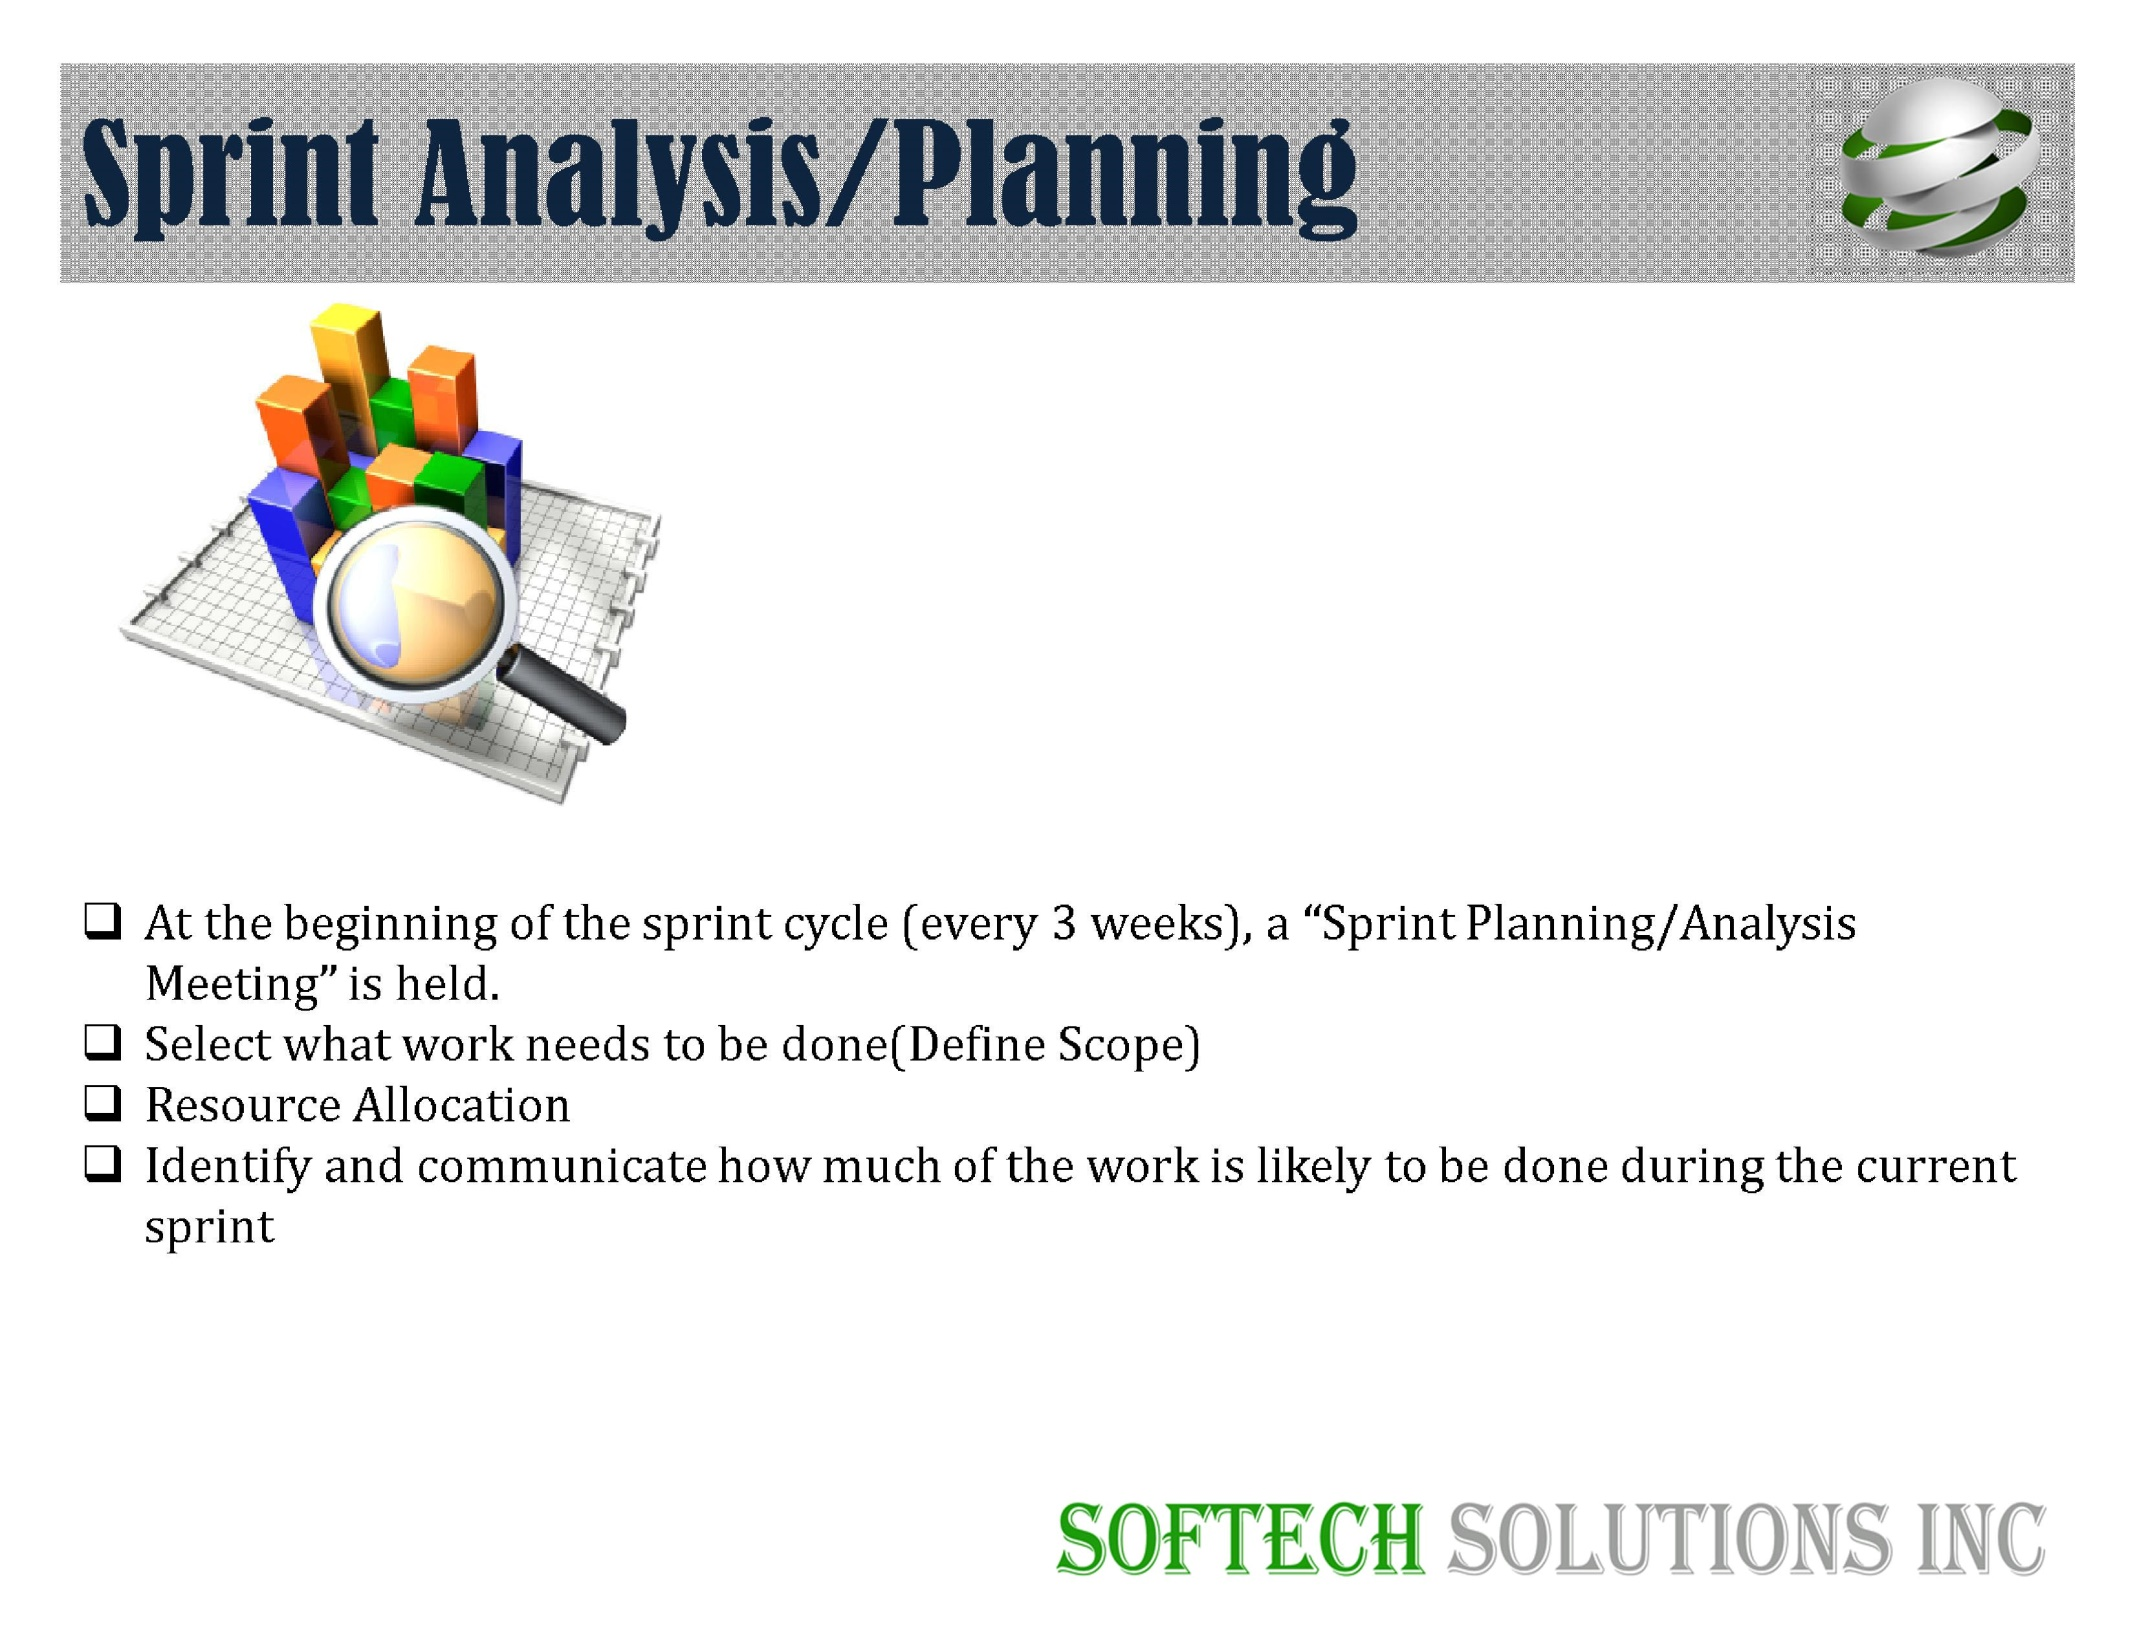 Sprint Analysis/Planning
❑ At the beginning of the sprint cycle (every 3 weeks), a “Sprint Planning/Analysis
Meeting” is held.
❑ Select what work needs to be done(Define Scope)
❑ Resource Allocation
❑ Identify and communicate how much of the work is likely to be done during the current
sprint
SOFTECH SOLUTIONS INC